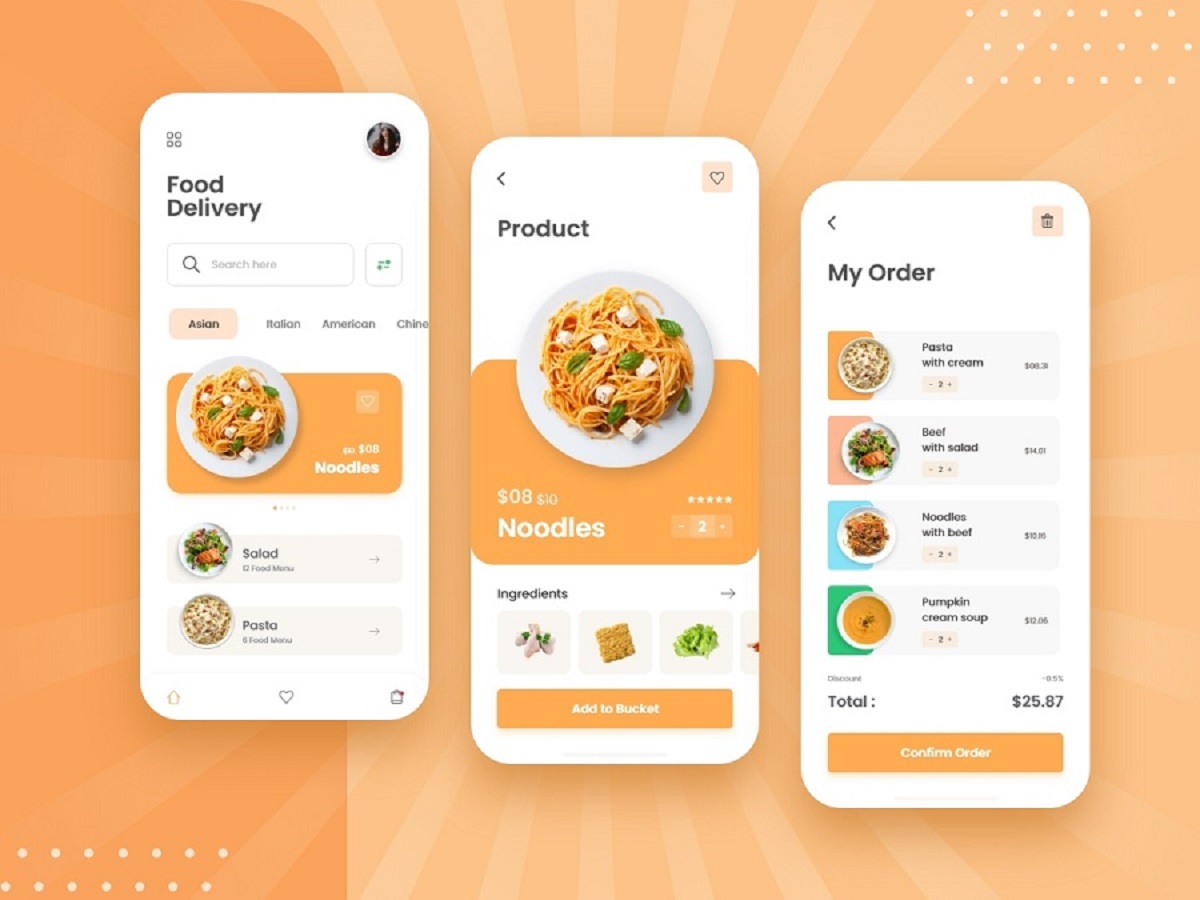 Food
Delivery
Search here
Asian Italian American Chine
$10 $08
Noodles
Salad
12 Food Menu
Pasta
6 Food Menu
Product
$08 $10
Noodles
- 2 +
Ingredients
Add to Bucket
My Order
Pasta
with cream
- 2 +
$08.31
Beef
with salad
- 2 +
$14.01
Noodles
with beef
- 2 +
$10.16
Pumpkin
cream soup
- 2 +
$12.06
Discount -0.5%
Total : $25.87
Confirm Order